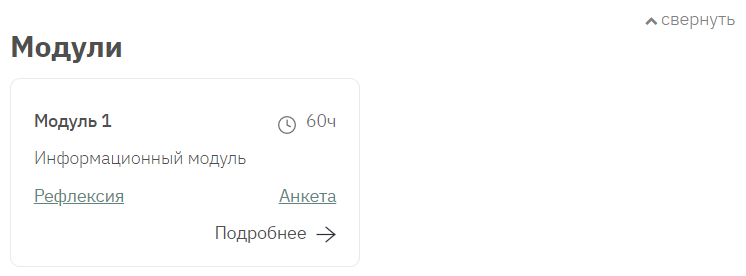 свернуть
Модули
Модуль 1 60ч
Информационный модуль
Рефлексия Анкета
Подробнее